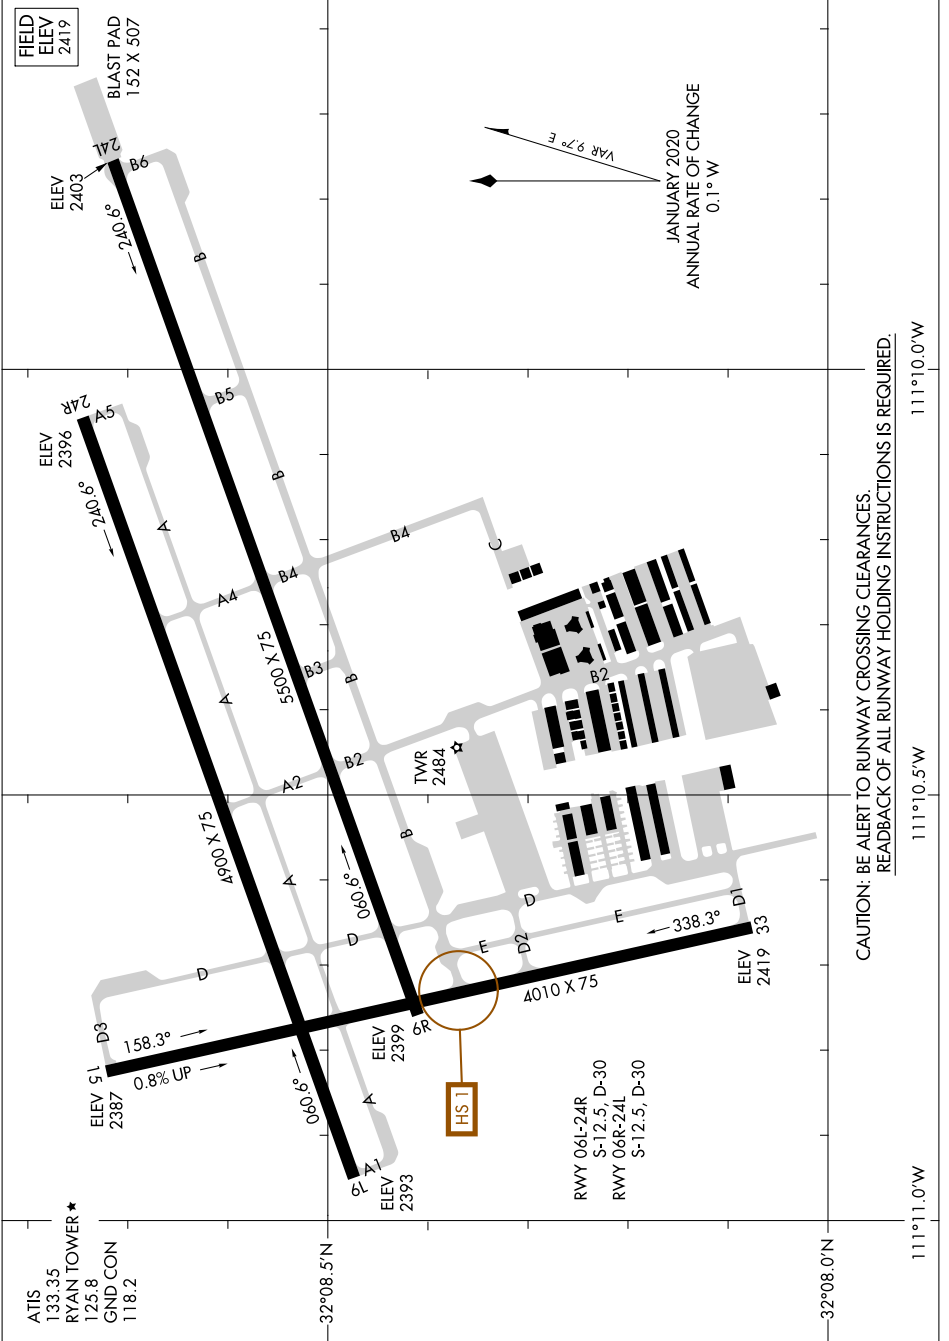 FIELD
ELEV
2419
BLAST PAD
152 X 507
24L
B6
ELEV
2403
240.6°
B
VAR 9.7° E
JANUARY 2020
ANNUAL RATE OF CHANGE
0.1° W
24R
A5
ELEV
2396
240.6°
A
B5
B
B4
C
A4
B4
A
5500 X 75
B3
B
B2
TWR
2484
A2
B2
4900 X 75
A
060.6°
B
D
D
D
E
E
D2
D1
338.3°
33
ELEV
2419
4010 X 75
D3
158.3°
0.8% UP
15
ELEV
2387
ELEV
2399
6R
060.6°
A
A1
6L
ELEV
2393
HS 1
RWY 06L-24R
S-12.5, D-30
RWY 06R-24L
S-12.5, D-30
ATIS
133.35
RYAN TOWER ★
125.8
GND CON
118.2
32°08.5'N
32°08.0'N
111°10.0'W
111°10.5'W
111°11.0'W
CAUTION: BE ALERT TO RUNWAY CROSSING CLEARANCES.
READBACK OF ALL RUNWAY HOLDING INSTRUCTIONS IS REQUIRED.